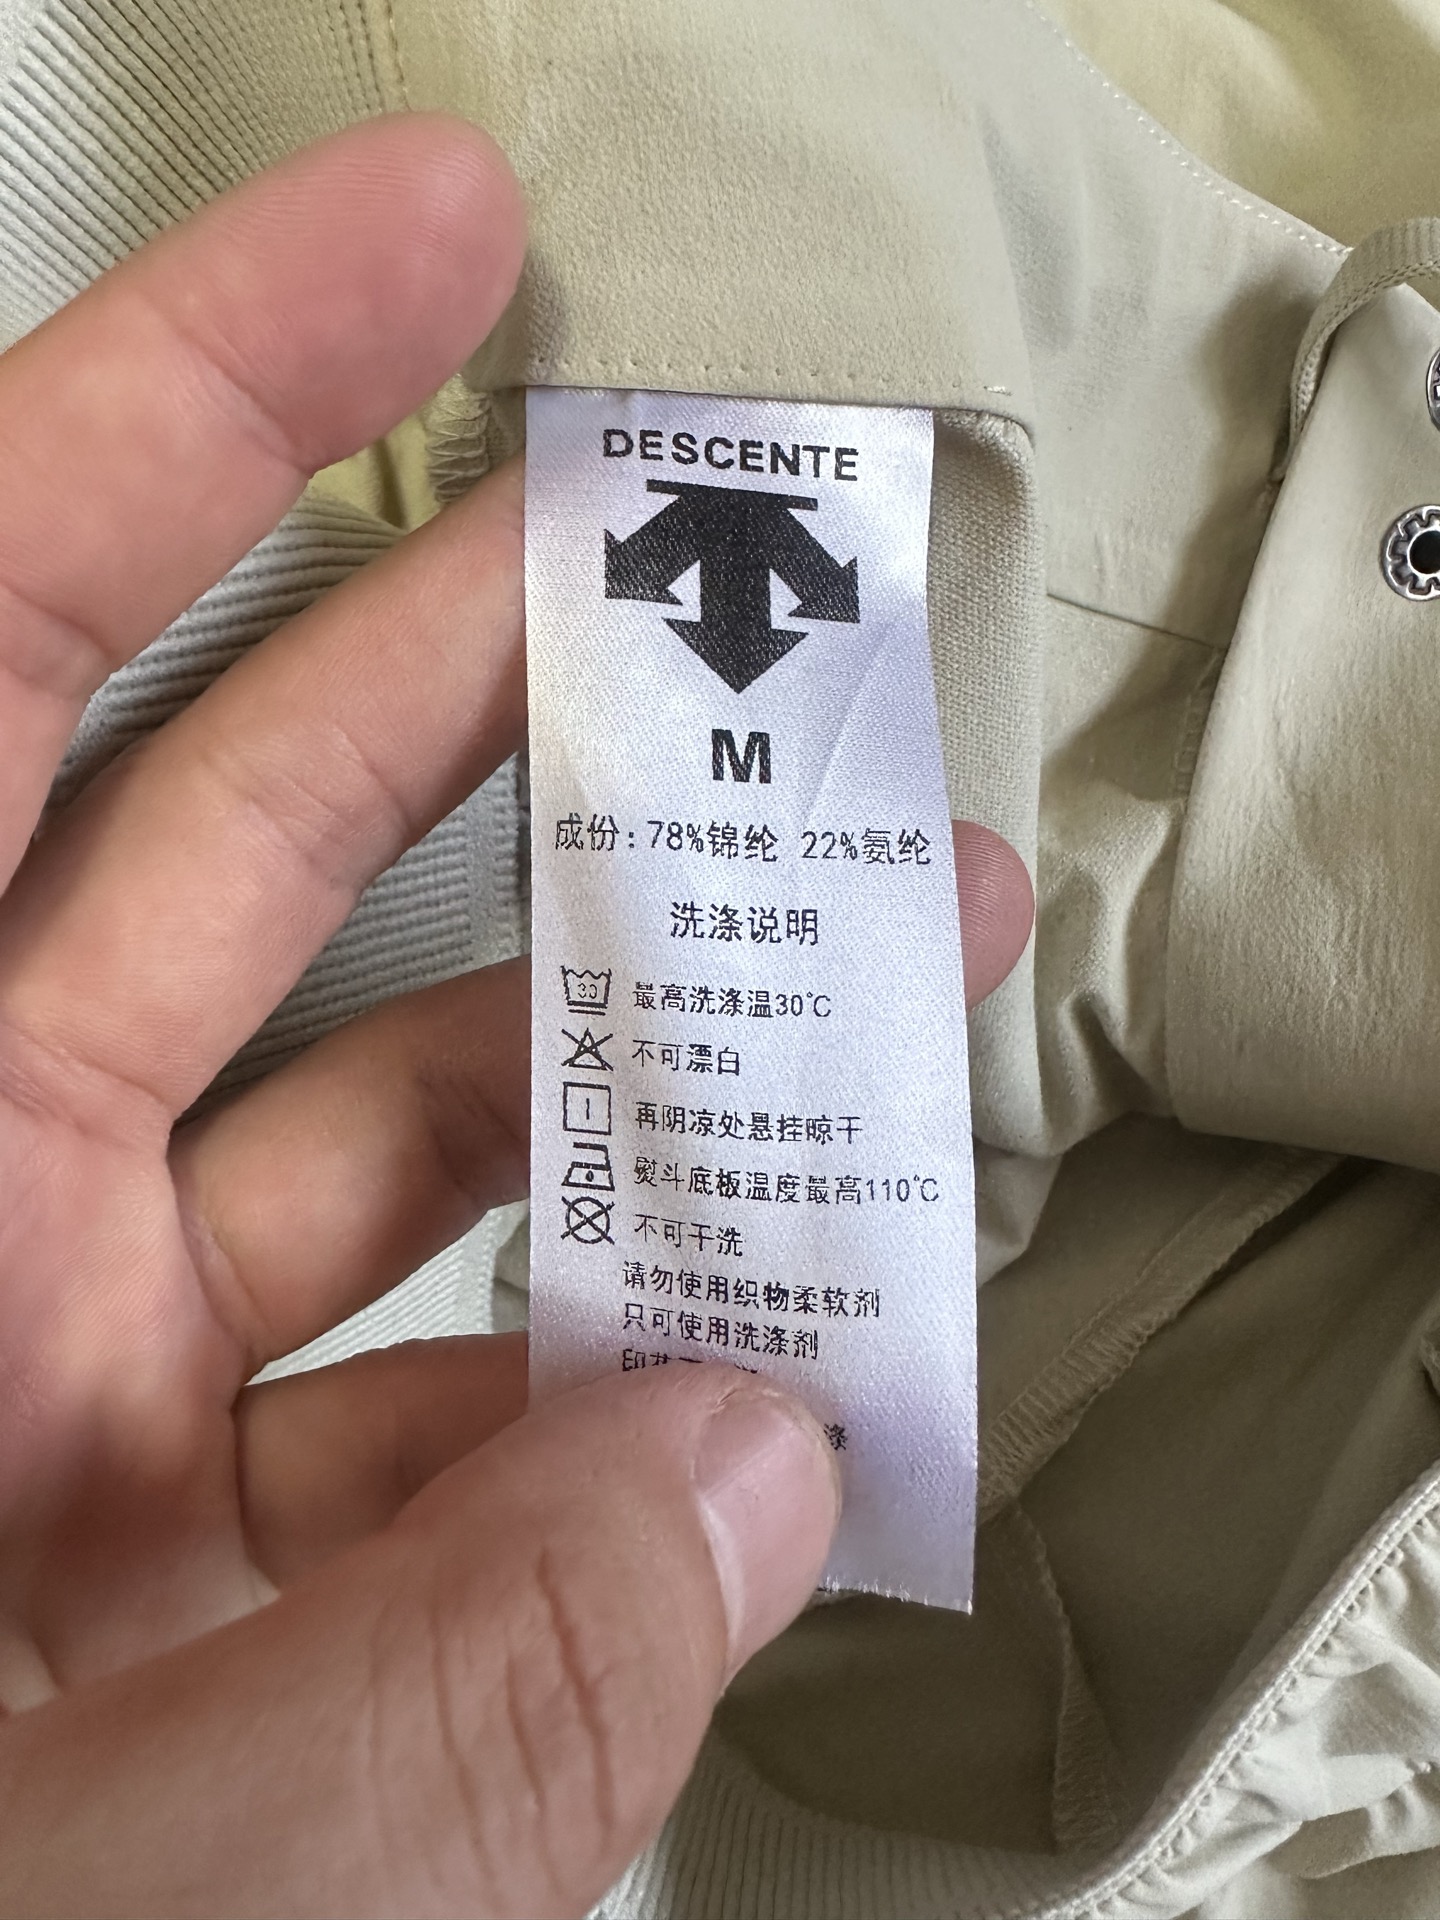 DESCENTE
M
成份：78%锦纶 22%氨纶
洗涤说明
30 最高洗涤温30℃
不可漂白
再阴凉处悬挂晾干
熨斗底板温度最高110℃
不可干洗
请勿使用织物柔软剂
只可使用洗涤剂
印
涤